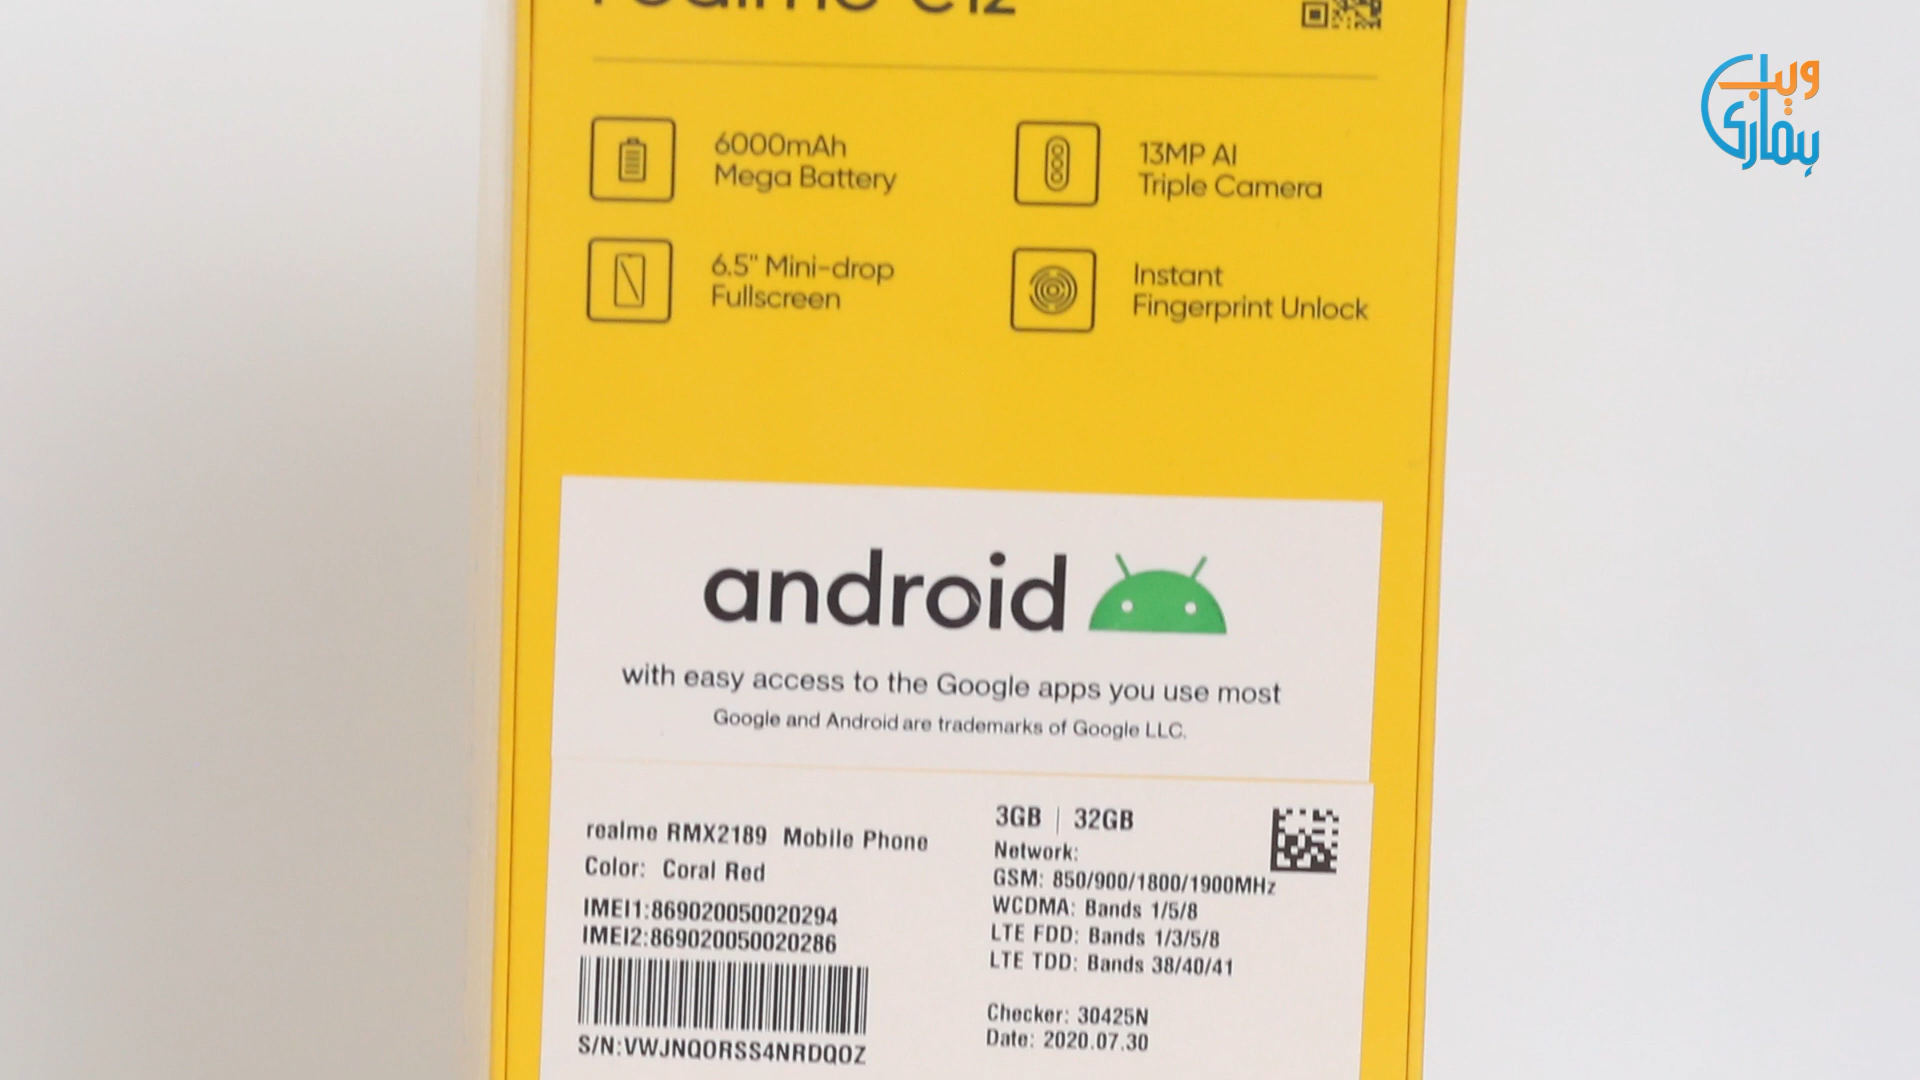 realme C12
ویب
بیماری
6000mAh
Mega Battery
13MP AI
Triple Camera
6.5" Mini-drop
Fullscreen
Instant
Fingerprint Unlock
android
with easy access to the Google apps you use most
Google and Android are trademarks of Google LLC.
realme RMX2189 Mobile Phone
Color: Coral Red
IMEI1:869020050020294
IMEI2:869020050020286
S/N:VWJNQORSS4NRDQOZ
3GB | 32GB
Network:
GSM: 850/900/1800/1900MHz
WCDMA: Bands 1/5/8
LTE FDD: Bands 1/3/5/8
LTE TDD: Bands 38/40/41
Checker: 30425N
Date: 2020.07.30